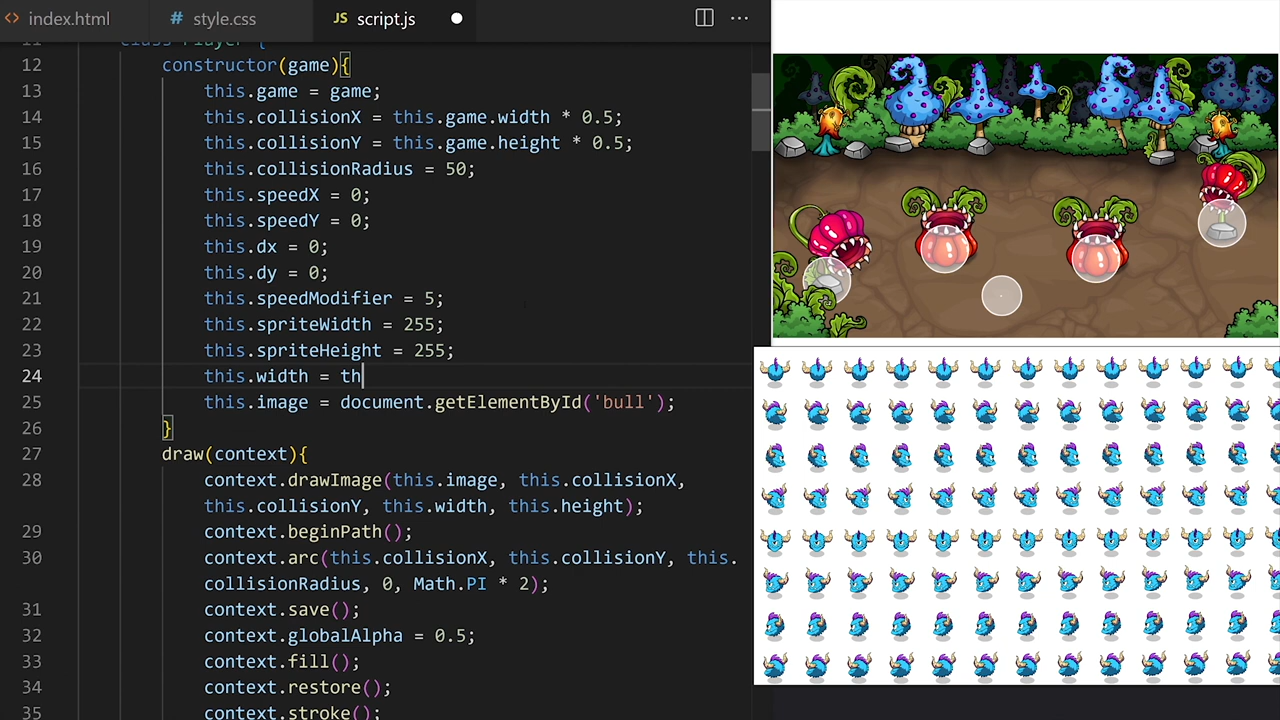 index.html
# style.css
JS script.js
11 class Player {
12 constructor(game){
13 this.game = game;
14 this.collisionX = this.game.width * 0.5;
15 this.collisionY = this.game.height * 0.5;
16 this.collisionRadius = 50;
17 this.speedX = 0;
18 this.speedY = 0;
19 this.dx = 0;
20 this.dy = 0;
21 this.speedModifier = 5;
22 this.spriteWidth = 255;
23 this.spriteHeight = 255;
24 this.width = th
25 this.image = document.getElementById('bull');
26 }
27 draw(context){
28 context.drawImage(this.image, this.collisionX,
this.collisionY, this.width, this.height);
29 context.beginPath();
30 context.arc(this.collisionX, this.collisionY, this.
collisionRadius, 0, Math.PI * 2);
31 context.save();
32 context.globalAlpha = 0.5;
33 context.fill();
34 context.restore();
35 context.stroke();